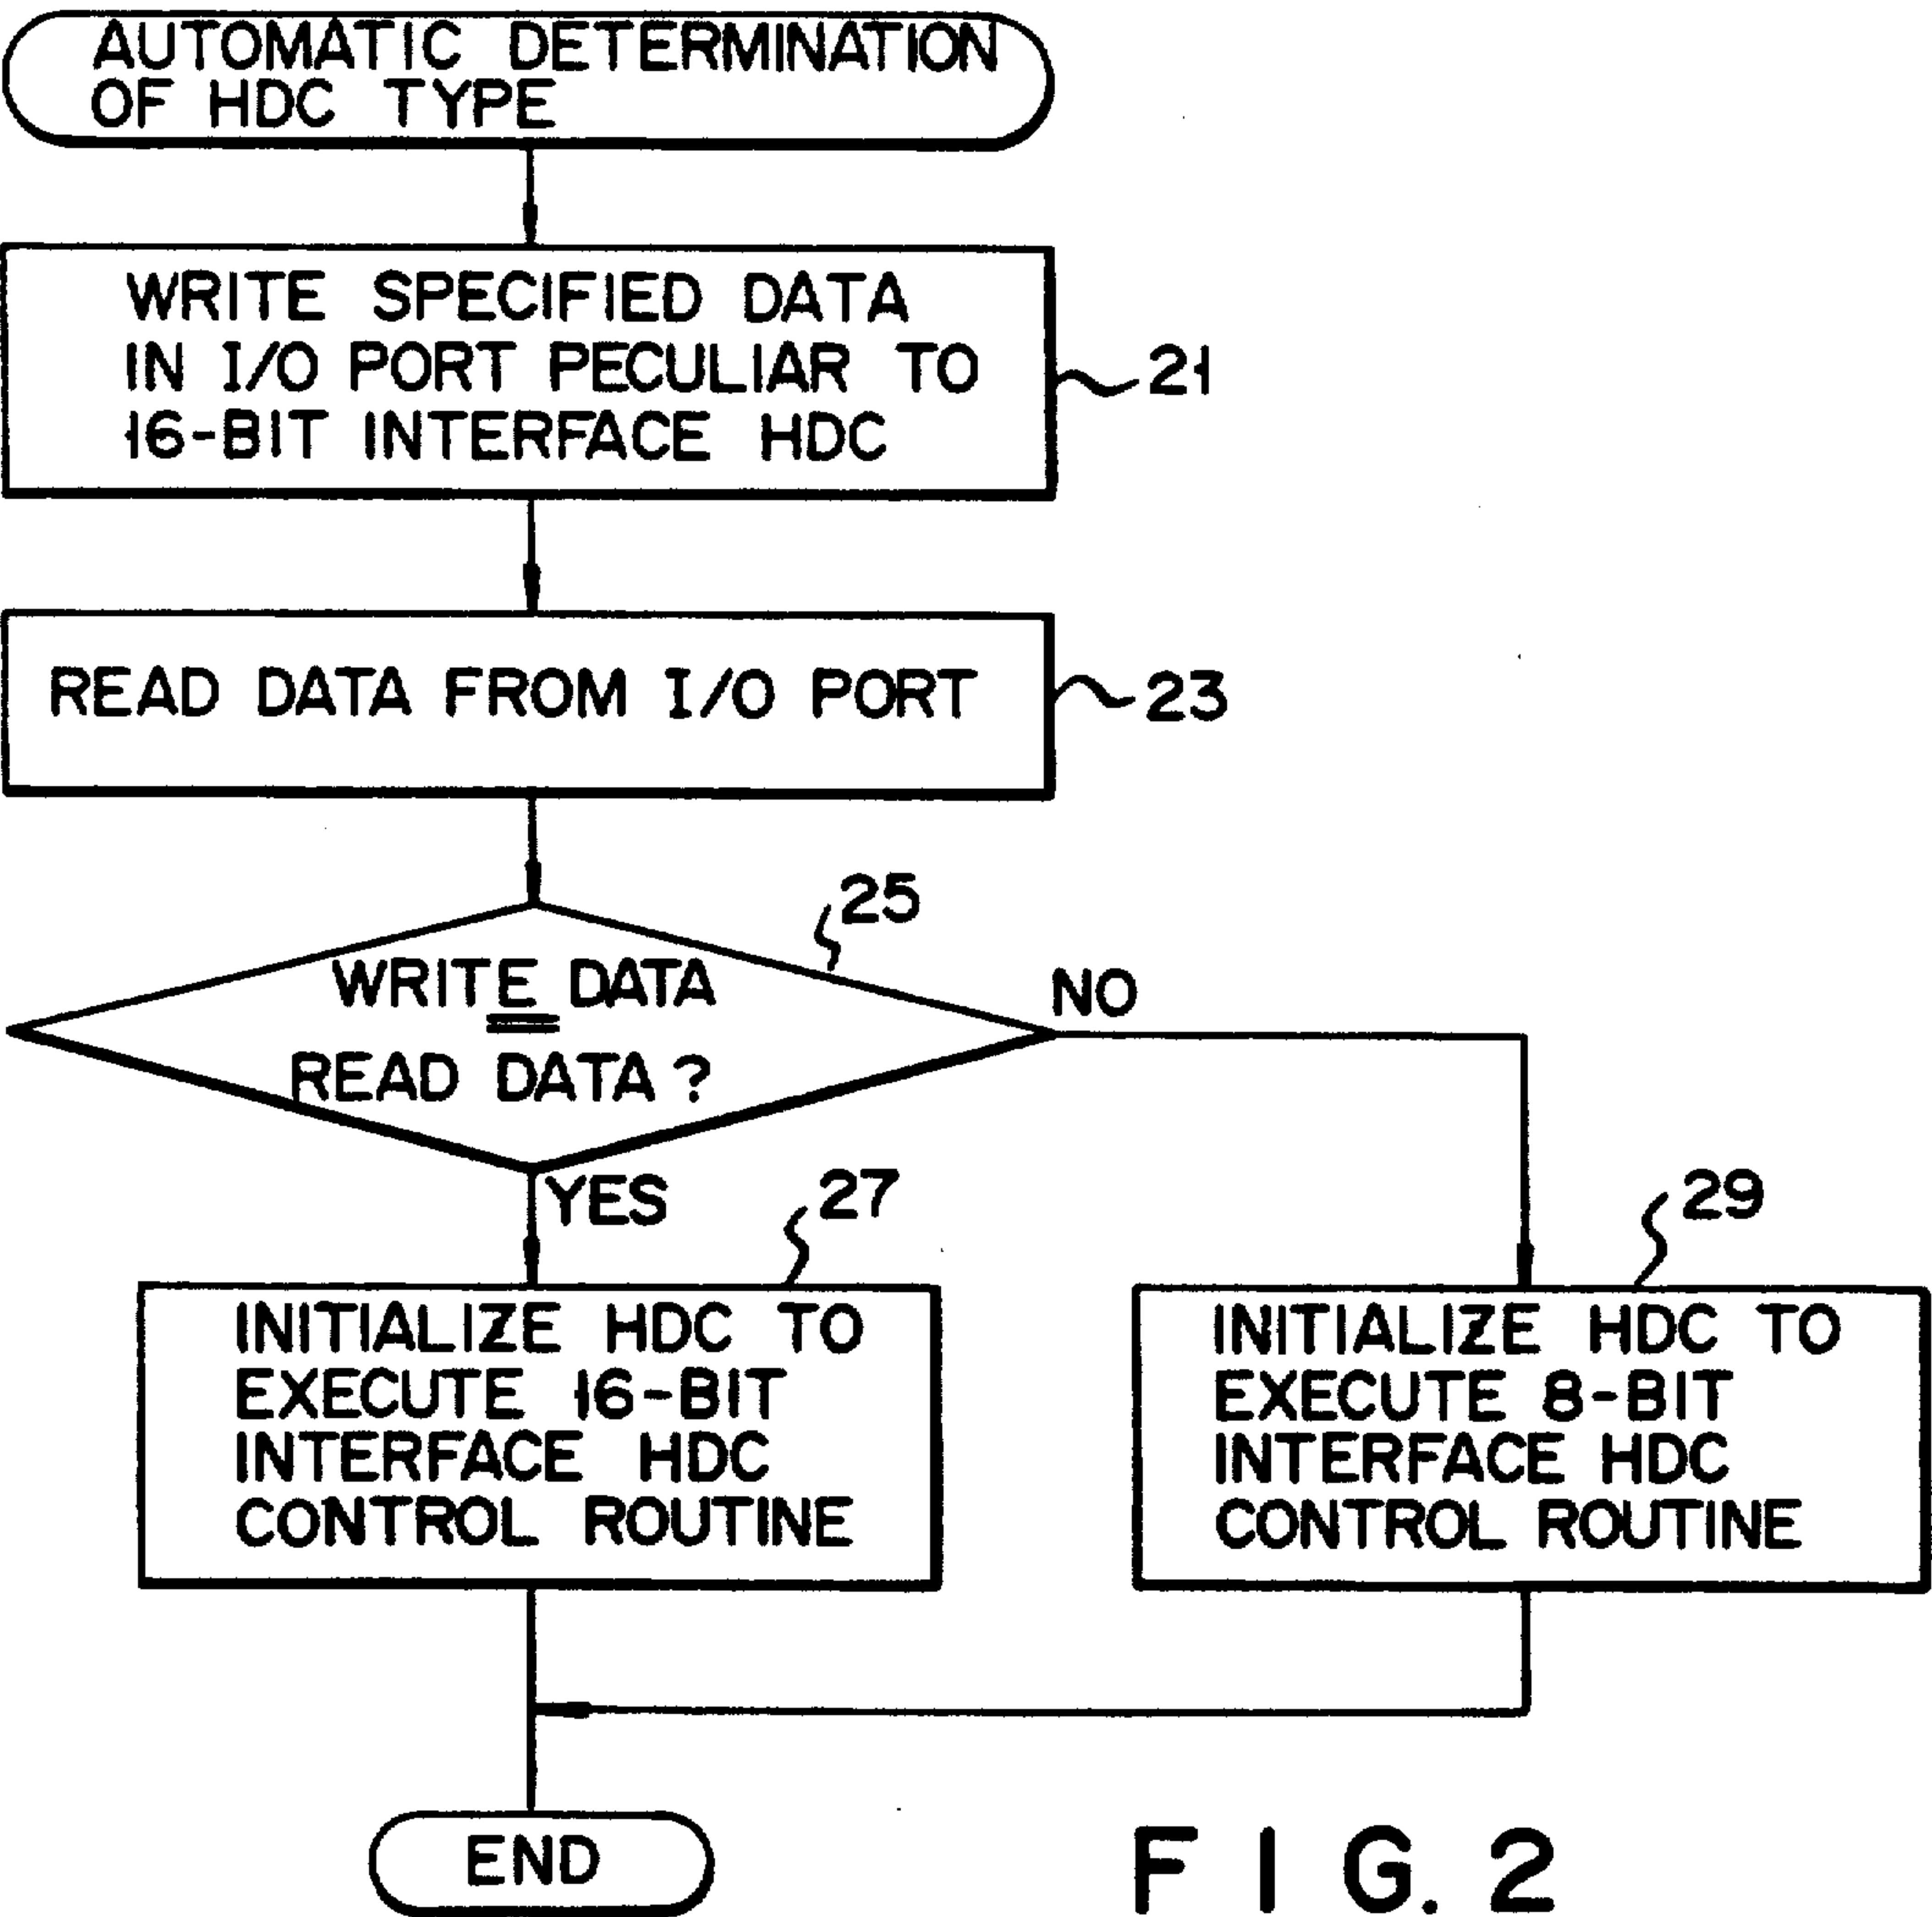 AUTOMATIC DETERMINATION
OF HDC TYPE
WRITE SPECIFIED DATA
IN I/O PORT PECULIAR TO
16-BIT INTERFACE HDC
21
READ DATA FROM I/O PORT
23
25
WRITE DATA
=
READ DATA ?
NO
YES
27
29
INITIALIZE HDC TO
EXECUTE 16-BIT
INTERFACE HDC
CONTROL ROUTINE
INITIALIZE HDC TO
EXECUTE 8-BIT
INTERFACE HDC
CONTROL ROUTINE
END
FIG. 2